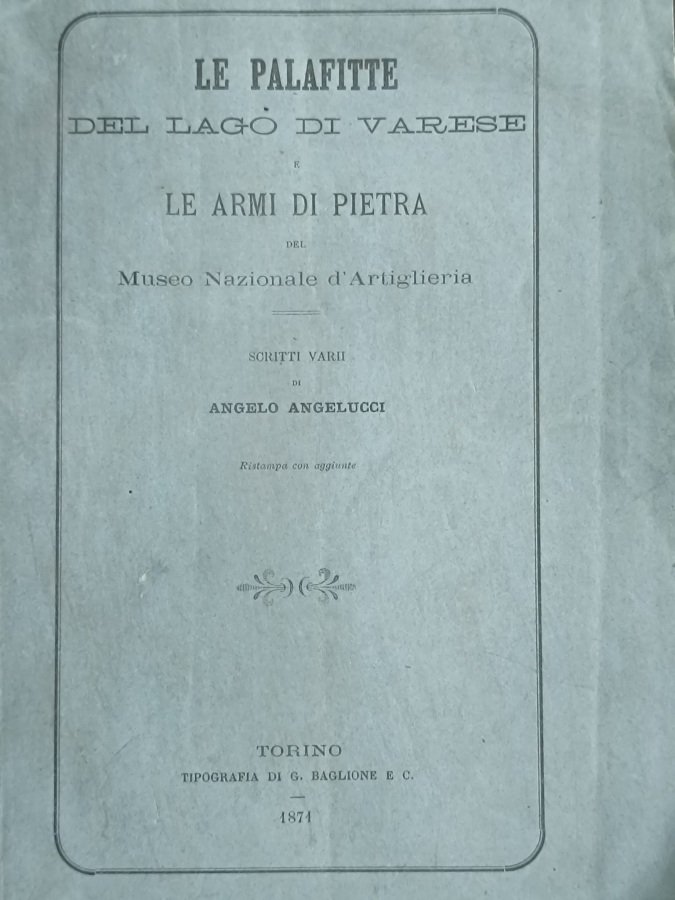 LE PALAFITTE
DEL LAGO DI VARESE
E
LE ARMI DI PIETRA
DEL
Museo Nazionale d'Artiglieria
SCRITTI VARII
DI
ANGELO ANGELUCCI
Ristampa con aggiunte
TORINO
TIPOGRAFIA DI G. BAGLIONE E C.
1871